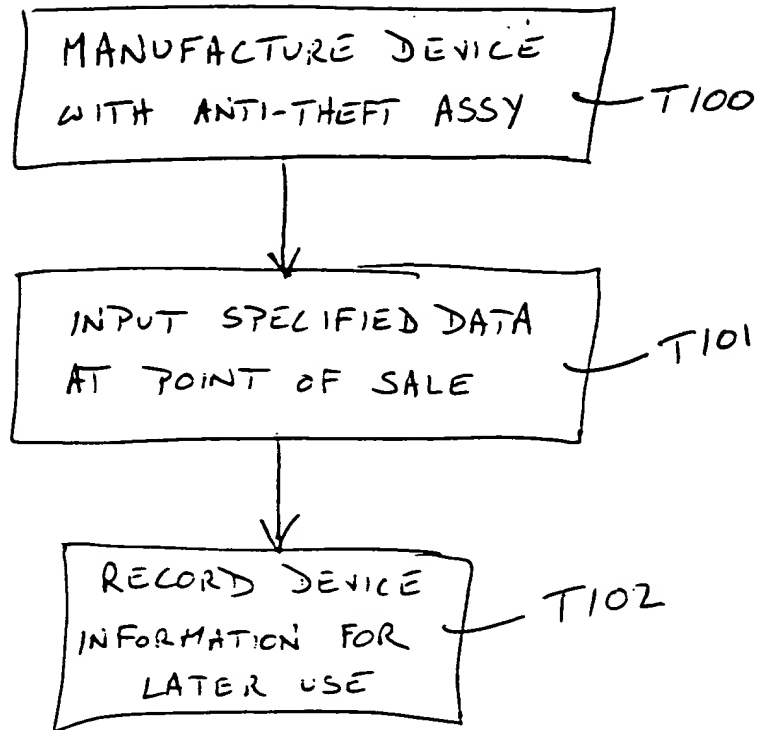 MANUFACTURE DEVICE
WITH ANTI-THEFT ASSY
T100
INPUT SPECIFIED DATA
AT POINT OF SALE
T101
RECORD DEVICE
INFORMATION FOR
LATER USE
T102